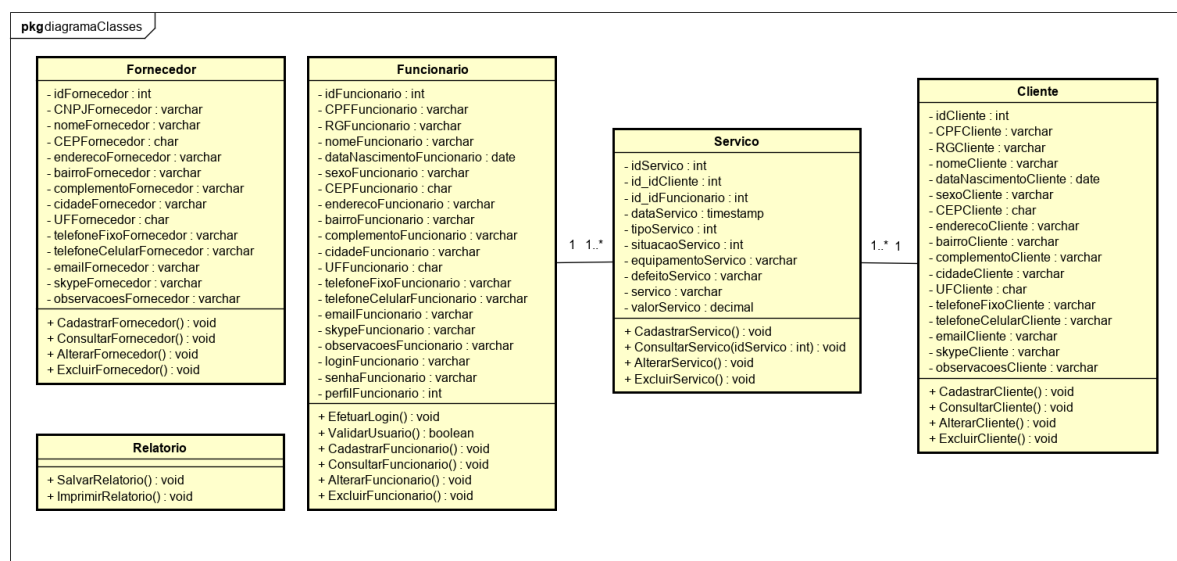 pkg diagramaClasses
Fornecedor
- idFornecedor : int
- CNPJFornecedor : varchar
- nomeFornecedor : varchar
- CEPFornecedor : char
- enderecoFornecedor : varchar
- bairroFornecedor : varchar
- complementoFornecedor : varchar
- cidadeFornecedor : varchar
- UFFornecedor : char
- telefoneFixoFornecedor : varchar
- telefoneCelularFornecedor : varchar
- emailFornecedor : varchar
- skypeFornecedor : varchar
- observacoesFornecedor : varchar
+ CadastrarFornecedor() : void
+ ConsultarFornecedor() : void
+ AlterarFornecedor() : void
+ ExcluirFornecedor() : void
Relatorio
+ SalvarRelatorio() : void
+ ImprimirRelatorio() : void
Funcionario
- idFuncionario : int
- CPFFuncionario : varchar
- RGFuncionario : varchar
- nomeFuncionario : varchar
- dataNascimentoFuncionario : date
- sexoFuncionario : varchar
- CEPFuncionario : char
- enderecoFuncionario : varchar
- bairroFuncionario : varchar
- complementoFuncionario : varchar
- cidadeFuncionario : varchar
- UFFuncionario : char
- telefoneFixoFuncionario : varchar
- telefoneCelularFuncionario : varchar
- emailFuncionario : varchar
- skypeFuncionario : varchar
- observacoesFuncionario : varchar
- loginFuncionario : varchar
- senhaFuncionario : varchar
- perfilFuncionario : int
+ EfetuarLogin() : void
+ ValidarUsuario() : boolean
+ CadastrarFuncionario() : void
+ ConsultarFuncionario() : void
+ AlterarFuncionario() : void
+ ExcluirFuncionario() : void
1 1..*
Servico
- idServico : int
- id_idCliente : int
- id_idFuncionario : int
- dataServico : timestamp
- tipoServico : int
- situacaoServico : int
- equipamentoServico : varchar
- defeitoServico : varchar
- servico : varchar
- valorServico : decimal
+ CadastrarServico() : void
+ ConsultarServico(idServico : int) : void
+ AlterarServico() : void
+ ExcluirServico() : void
1..* 1
Cliente
- idCliente : int
- CPFCliente : varchar
- RGCliente : varchar
- nomeCliente : varchar
- dataNascimentoCliente : date
- sexoCliente : varchar
- CEPCliente : char
- enderecoCliente : varchar
- bairroCliente : varchar
- complementoCliente : varchar
- cidadeCliente : varchar
- UFCliente : char
- telefoneFixoCliente : varchar
- telefoneCelularCliente : varchar
- emailCliente : varchar
- skypeCliente : varchar
- observacoesCliente : varchar
+ CadastrarCliente() : void
+ ConsultarCliente() : void
+ AlterarCliente() : void
+ ExcluirCliente() : void